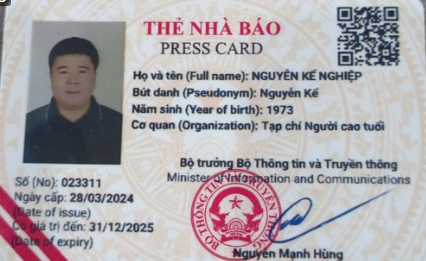 THẺ NHÀ BÁO
PRESS CARD
Họ và tên (Full name): NGUYỄN KẾ NGHIỆP
Bút danh (Pseudonym): Nguyễn Kế
Năm sinh (Year of birth): 1973
Cơ quan (Organization): Tạp chí Người cao tuổi
Bộ trưởng Bộ Thông tin và Truyền thông
Minister of Information and Communications
Số (No): 023311
Ngày cấp: 28/03/2024
(Date of issue)
Có giá trị đến: 31/12/2025
(Date of expiry)
BỘ THÔNG TIN VÀ TRUYỀN THÔNG
Nguyễn Mạnh Hùng